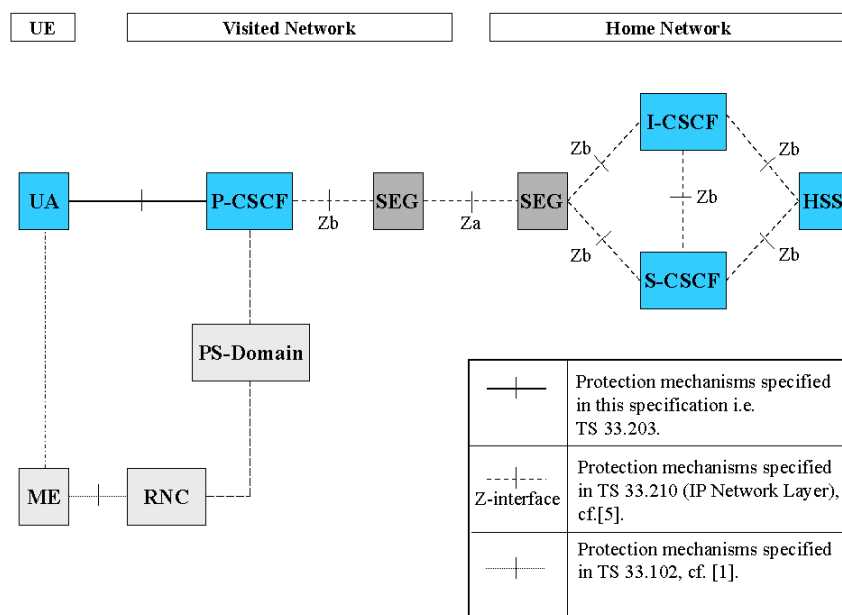 UE
Visited Network
Home Network
I-CSCF
Zb
Zb
UA
P-CSCF
SEG
SEG
Zb
HSS
Zb
Za
Zb
Zb
S-CSCF
PS-Domain
ME
RNC
Protection mechanisms specified
in this specification i.e.
TS 33.203.
Z-interface
Protection mechanisms specified
in TS 33.210 (IP Network Layer),
cf.[5].
Protection mechanisms specified
in TS 33.102, cf. [1].